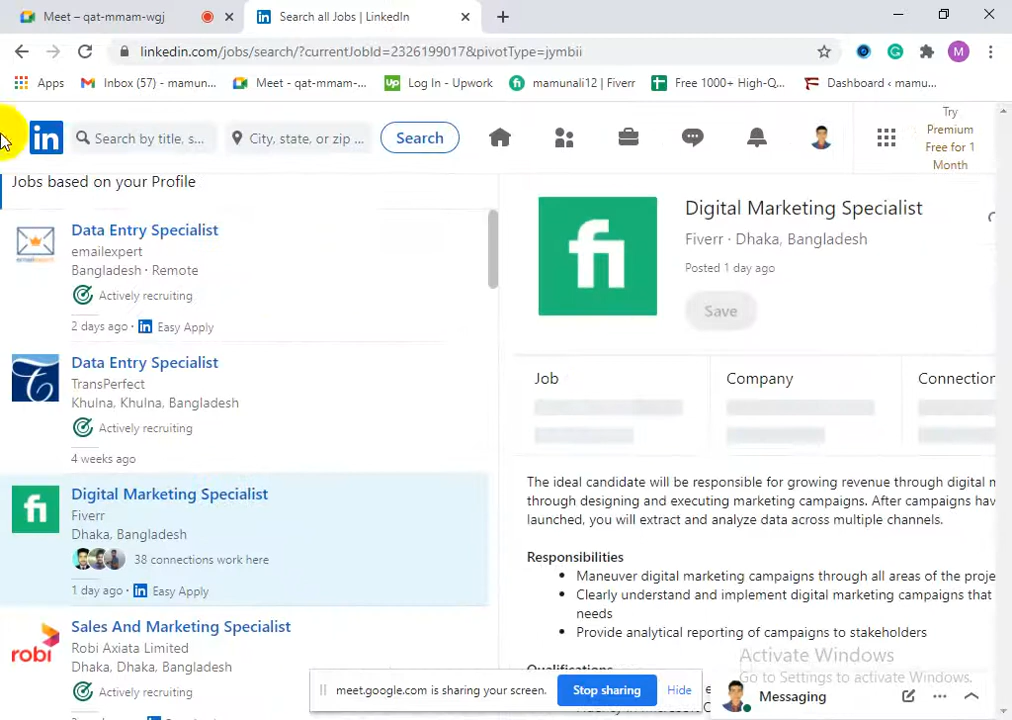 Meet – qat-mmam-wgj
Search all Jobs | LinkedIn
linkedin.com/jobs/search/?currentJobId=2326199017&pivotType=jymbii
M
Apps
Inbox (57) - mamun...
Meet - qat-mmam-...
Up
Log In - Upwork
fi
mamunali12 | Fiverr
Free 1000+ High-Q...
Dashboard ‹ mamu...
in
Search by title, s...
City, state, or zip ...
Search
Try
Premium
Free for 1
Month
Jobs based on your Profile
Data Entry Specialist
emailexpert
Bangladesh · Remote
Actively recruiting
2 days ago · in Easy Apply
Data Entry Specialist
TransPerfect
Khulna, Khulna, Bangladesh
Actively recruiting
4 weeks ago
fi
Digital Marketing Specialist
Fiverr
Dhaka, Bangladesh
38 connections work here
1 day ago · in Easy Apply
robi
Sales And Marketing Specialist
Robi Axiata Limited
Dhaka, Dhaka, Bangladesh
Actively recruiting
fi
Digital Marketing Specialist
Fiverr · Dhaka, Bangladesh
Posted 1 day ago
Save
Job
Company
Connection
The ideal candidate will be responsible for growing revenue through digital
through designing and executing marketing campaigns. After campaigns hav
launched, you will extract and analyze data across multiple channels.
Responsibilities
• Maneuver digital marketing campaigns through all areas of the proje
• Clearly understand and implement digital marketing campaigns that
needs
• Provide analytical reporting of campaigns to stakeholders
Qualifications
Activate Windows
Go to Settings to activate Windows.
meet.google.com is sharing your screen.
Stop sharing
Hide
Messaging